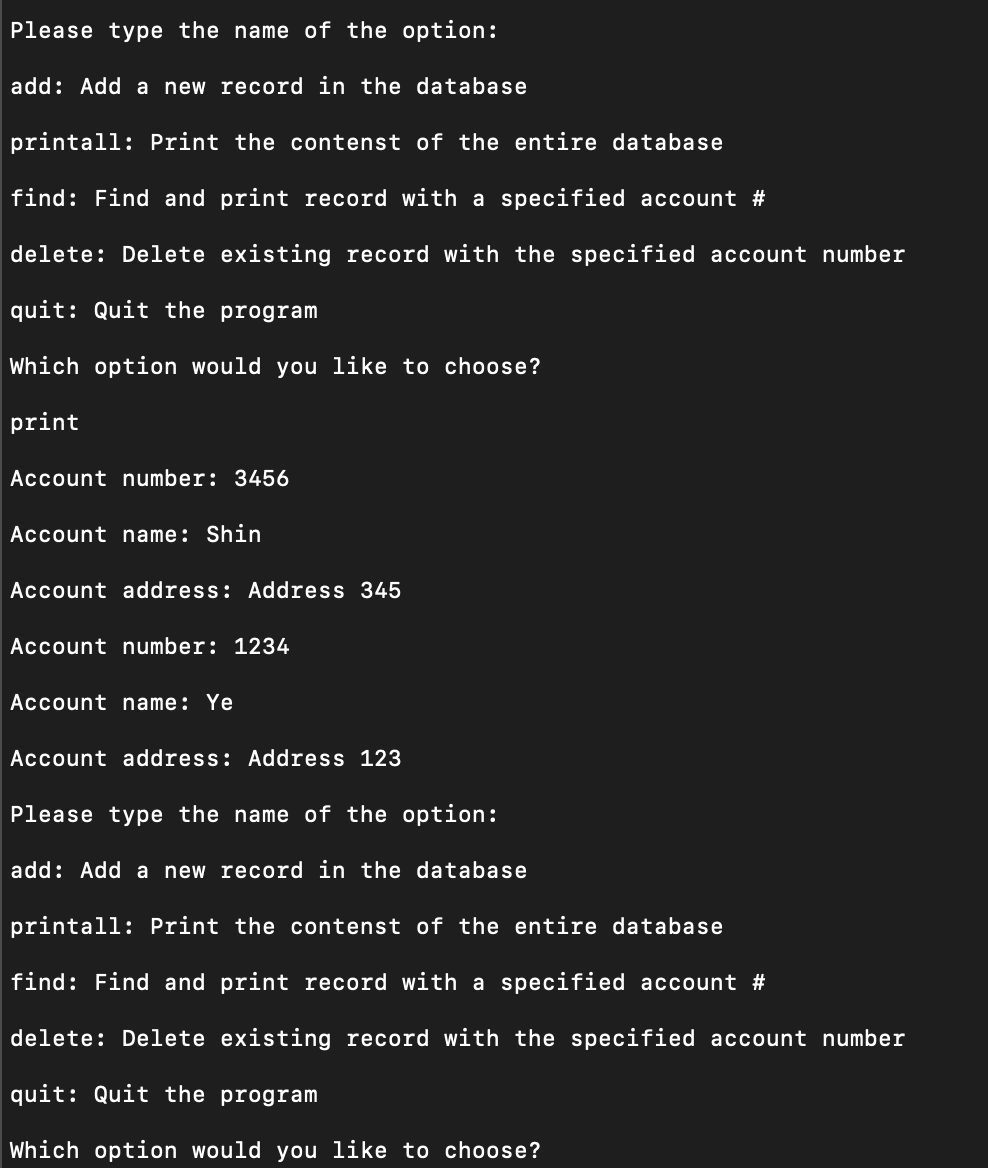 Please type the name of the option:
add: Add a new record in the database
printall: Print the contenst of the entire database
find: Find and print record with a specified account #
delete: Delete existing record with the specified account number
quit: Quit the program
Which option would you like to choose?
print
Account number: 3456
Account name: Shin
Account address: Address 345
Account number: 1234
Account name: Ye
Account address: Address 123
Please type the name of the option:
add: Add a new record in the database
printall: Print the contenst of the entire database
find: Find and print record with a specified account #
delete: Delete existing record with the specified account number
quit: Quit the program
Which option would you like to choose?